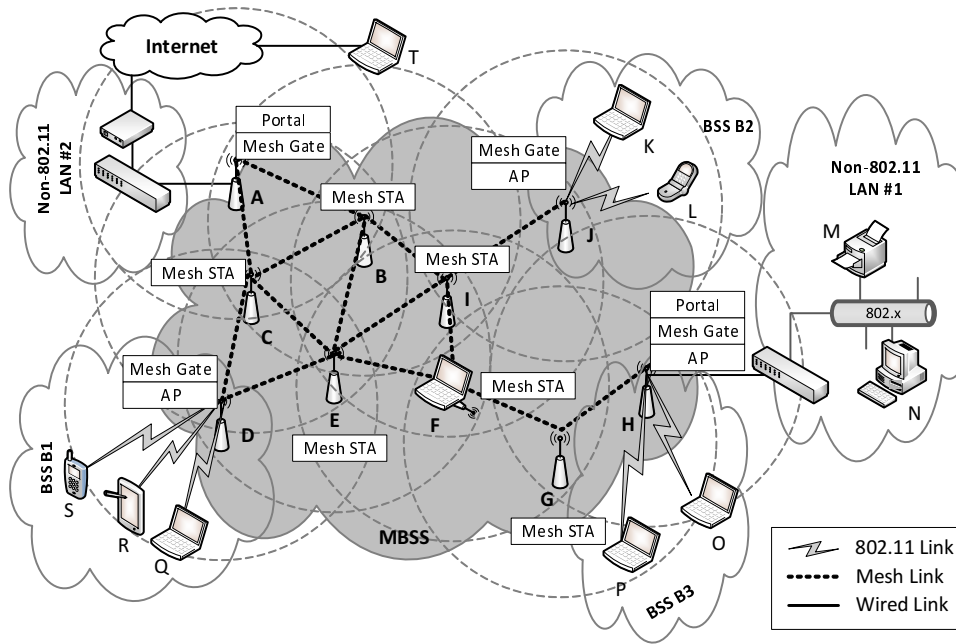 Internet
T
Non-802.11
LAN #2
Portal
Mesh Gate
A
Mesh STA
B
Mesh Gate
AP
J
K
L
BSS B2
Non-802.11
LAN #1
M
802.x
N
Mesh STA
C
Mesh STA
I
Portal
Mesh Gate
AP
H
Mesh Gate
AP
D
E
Mesh STA
F
Mesh STA
G
Mesh STA
MBSS
BSS B1
S
R
Q
P
O
BSS B3
802.11 Link
Mesh Link
Wired Link